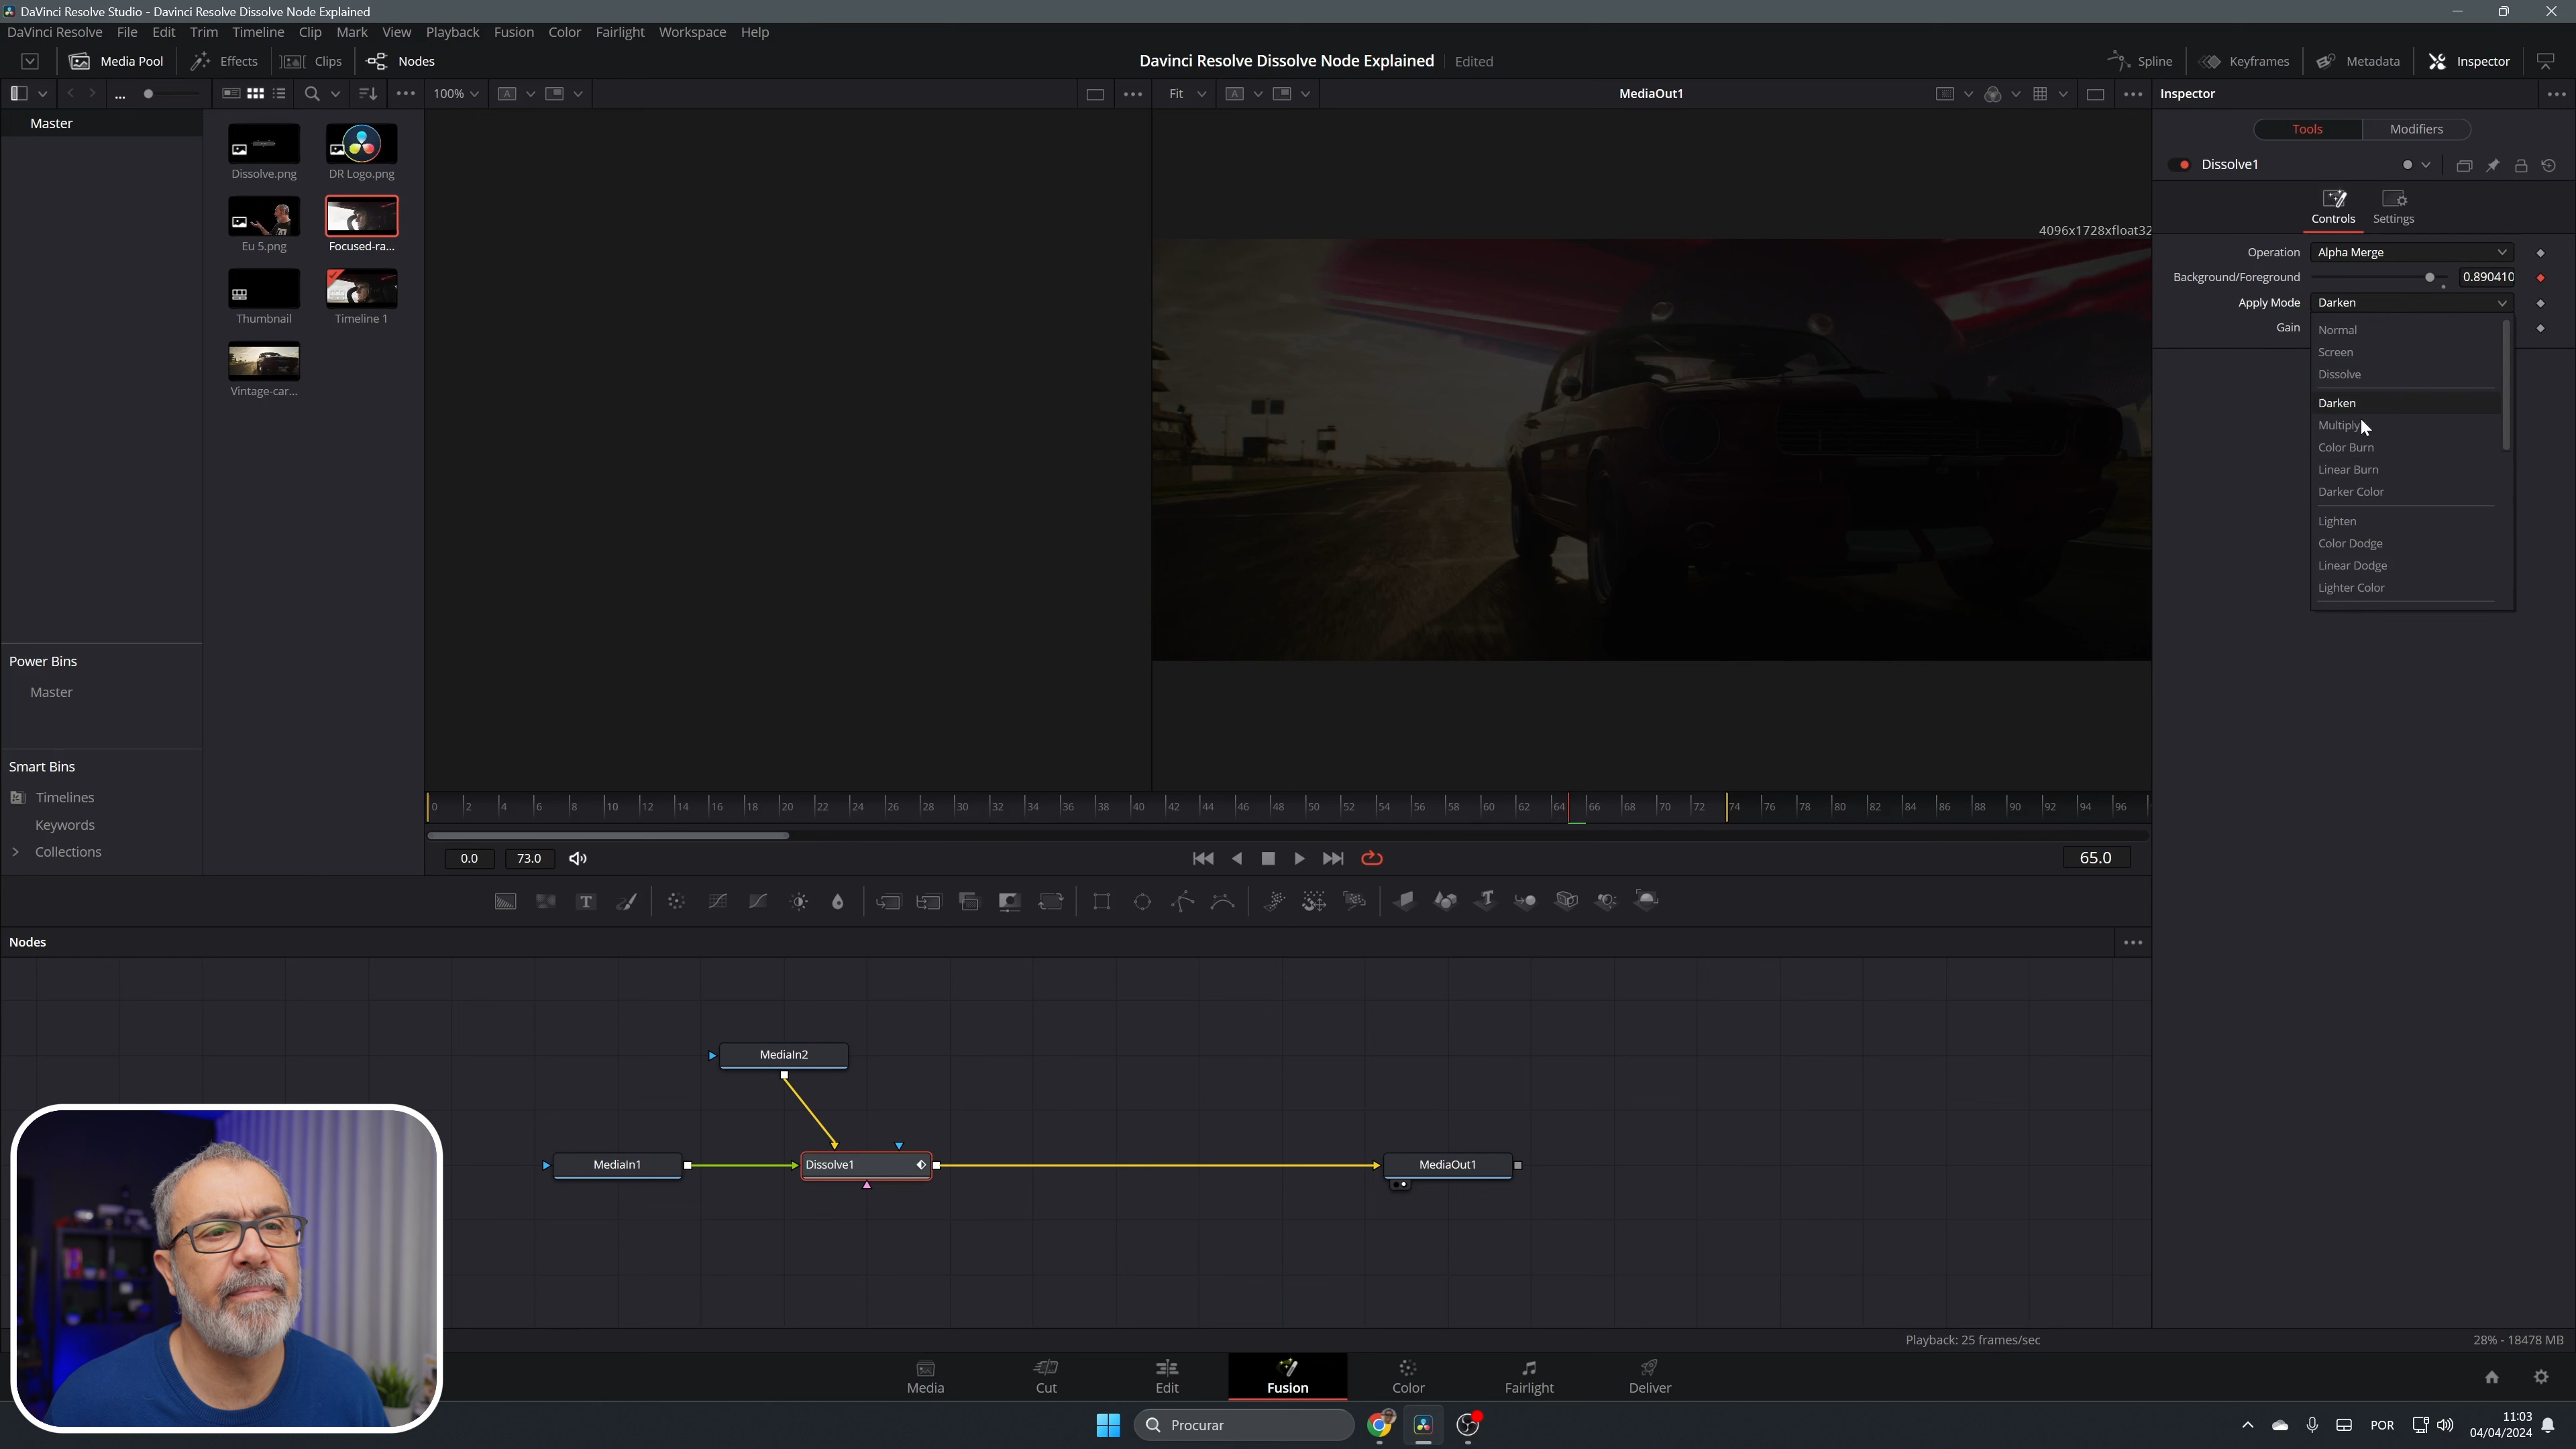 DaVinci Resolve Studio - Davinci Resolve Dissolve Node Explained
DaVinci Resolve File Edit Trim Timeline Clip Mark View Playback Fusion Color Fairlight Workspace Help
Media Pool Effects Clips Nodes Davinci Resolve Dissolve Node Explained Edited Spline Keyframes Metadata Inspector
... 100% A Fit A MediaOut1 Inspector
Master
Dissolve.png DR Logo.png
Eu 5.png Focused-ra...
Thumbnail Timeline 1
Vintage-car...
Power Bins
Master
Smart Bins
Timelines
Keywords
Collections
4096x1728xfloat32
Tools Modifiers
Dissolve1
Controls Settings
Operation Alpha Merge
Background/Foreground 0.890410
Apply Mode Darken
Gain
Normal
Screen
Dissolve
Darken
Multiply
Color Burn
Linear Burn
Darker Color
Lighten
Color Dodge
Linear Dodge
Lighter Color
0 2 4 6 8 10 12 14 16 18 20 22 24 26 28 30 32 34 36 38 40 42 44 46 48 50 52 54 56 58 60 62 64 66 68 70 72 74 76 78 80 82 84 86 88 90 92 94 96
0.0 73.0 65.0
T T
Nodes
MediaIn2
MediaIn1 Dissolve1 MediaOut1
Playback: 25 frames/sec 28% - 18478 MB
Media Cut Edit Fusion Color Fairlight Deliver
Procurar POR 11:03
04/04/2024